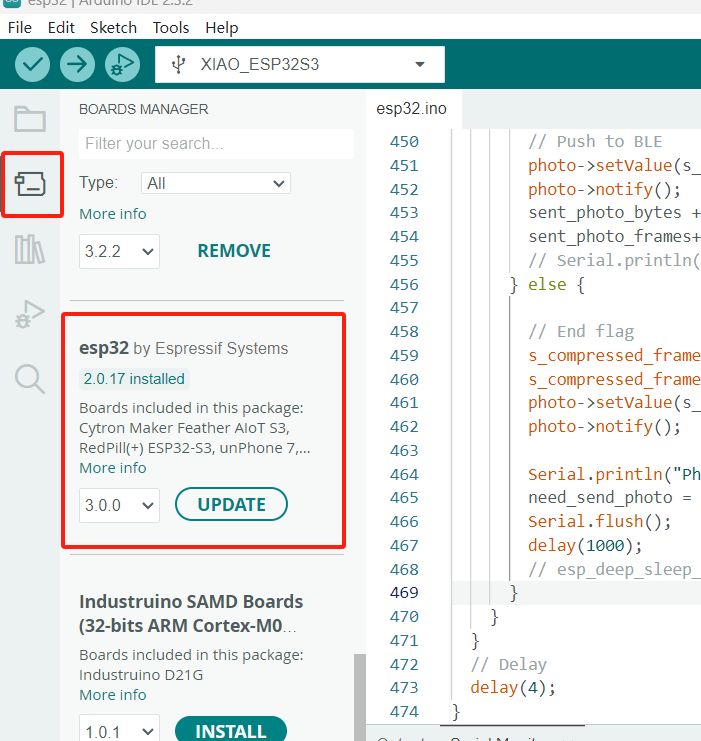 esp32 | Arduino IDE 2.3.2
File Edit Sketch Tools Help
XIAO_ESP32S3
BOARDS MANAGER
Filter your search...
Type: All
More info
3.2.2 REMOVE
esp32 by Espressif Systems
2.0.17 installed
Boards included in this package:
Cytron Maker Feather AIoT S3,
RedPill(+) ESP32-S3, unPhone 7,...
More info
3.0.0 UPDATE
Industruino SAMD Boards
(32-bits ARM Cortex-M0...
Boards included in this package:
Industruino D21G
More info
1.0.1 INSTALL
esp32.ino
450 // Push to BLE
451 photo->setValue(s_
452 photo->notify();
453 sent_photo_bytes +
454 sent_photo_frames+
455 // Serial.println(
456 } else {
457
458 // End flag
459 s_compressed_frame
460 s_compressed_frame
461 photo->setValue(s_
462 photo->notify();
463
464 Serial.println("Ph
465 need_send_photo =
466 Serial.flush();
467 delay(1000);
468 // esp_deep_sleep_
469 }
470 }
471 }
472 // Delay
473 delay(4);
474 }
Output Serial Monitor